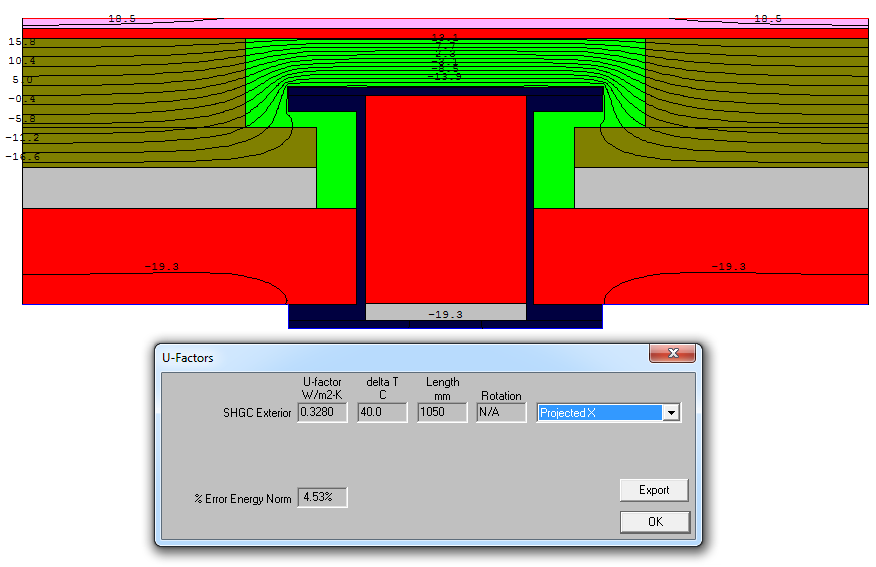 18.5 18.5
15.8
10.4
5.0
-0.4
-5.8
-11.2
-16.6
-13.9
-19.3 -19.3
-19.3
U-Factors
U-factor delta T Length
W/m2-K C mm Rotation
SHGC Exterior 0.3280 40.0 1050 N/A Projected X
% Error Energy Norm 4.53%
Export
OK